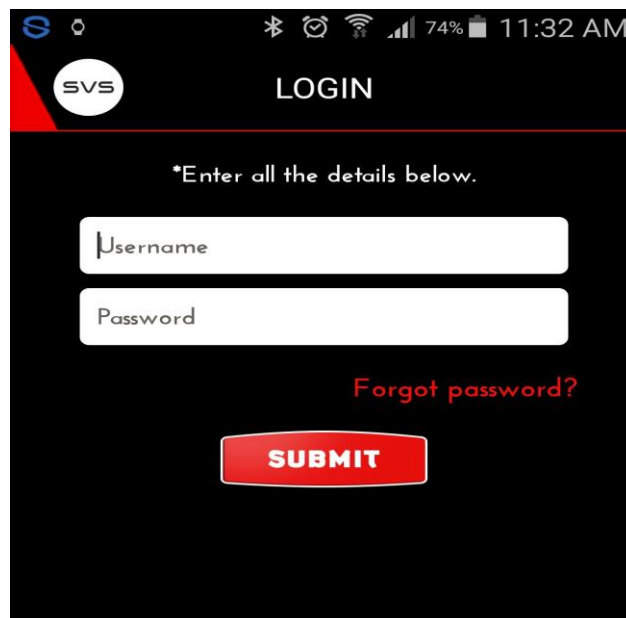 74% 11:32 AM
SVS
LOGIN
*Enter all the details below.
Username
Password
Forgot password?
SUBMIT